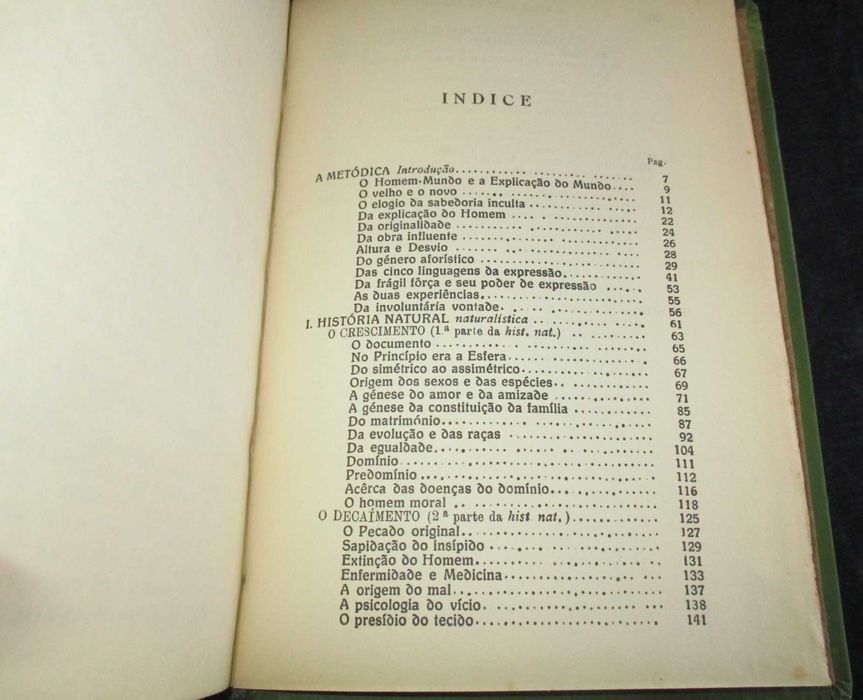 INDICE
Pag.
A METÓDICA Introdução 7
O Homem-Mundo e a Explicação do Mundo 9
O velho e o novo 11
O elogio da sabedoria inculta 12
Da explicação do Homem 22
Da originalidade 24
Da obra influente 26
Altura e Desvio 28
Do género aforístico 29
Das cinco linguagens da expressão 41
Da frágil fôrça e seu poder de expressão 53
As duas experiências 55
Da involuntária vontade 56
I. HISTÓRIA NATURAL naturalística 61
O CRESCIMENTO (1.ª parte da hist. nat.) 63
O documento 65
No Princípio era a Esfera 66
Do simétrico ao assimétrico 67
Origem dos sexos e das espécies 69
A génese do amor e da amizade 71
A génese da constituição da família 85
Do matrimónio 87
Da evolução e das raças 92
Da egualdade 104
Domínio 111
Predomínio 112
Acêrca das doenças do domínio 116
O homem moral 118
O DECAÍMENTO (2.ª parte da hist. nat.) 125
O Pecado original 127
Sapidação do insípido 129
Extinção do Homem 131
Enfermidade e Medicina 133
A origem do mal 137
A psicologia do vício 138
O presídio do tecido 141